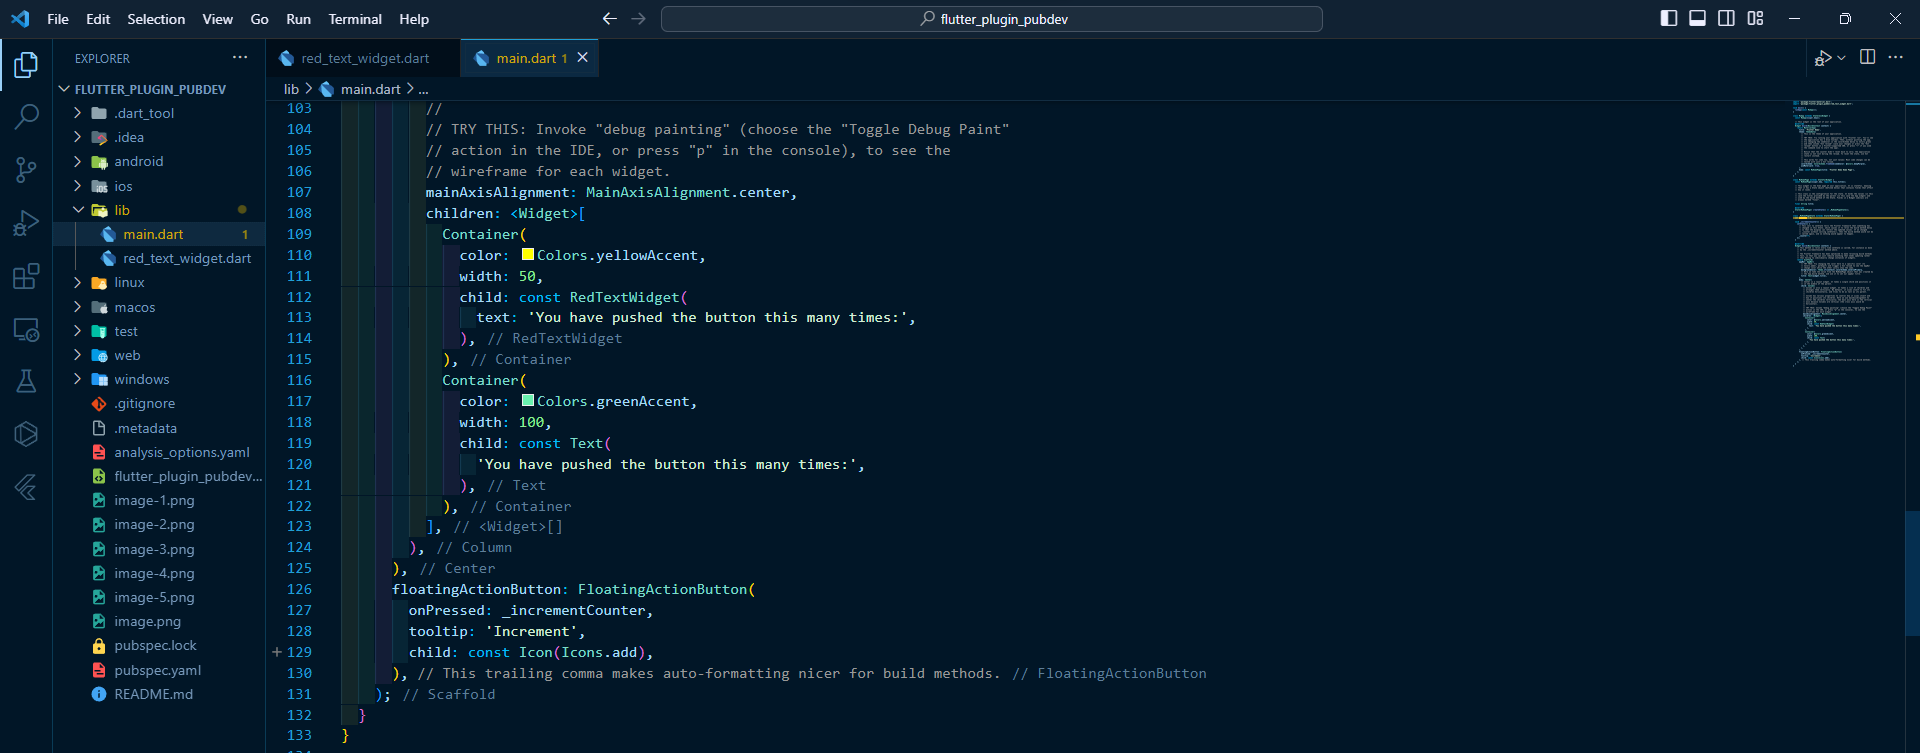 File Edit Selection View Go Run Terminal Help
flutter_plugin_pubdev
EXPLORER
FLUTTER_PLUGIN_PUBDEV
.dart_tool
.idea
android
ios
lib
main.dart 1
red_text_widget.dart
linux
macos
test
web
windows
.gitignore
.metadata
analysis_options.yaml
flutter_plugin_pubdev...
image-1.png
image-2.png
image-3.png
image-4.png
image-5.png
image.png
pubspec.lock
pubspec.yaml
README.md
red_text_widget.dart
main.dart 1
lib > main.dart > ...
103 //
104 // TRY THIS: Invoke "debug painting" (choose the "Toggle Debug Paint"
105 // action in the IDE, or press "p" in the console), to see the
106 // wireframe for each widget.
107 mainAxisAlignment: MainAxisAlignment.center,
108 children: <Widget>[
109 Container(
110 color: Colors.yellowAccent,
111 width: 50,
112 child: const RedTextWidget(
113 text: 'You have pushed the button this many times:',
114 ), // RedTextWidget
115 ), // Container
116 Container(
117 color: Colors.greenAccent,
118 width: 100,
119 child: const Text(
120 'You have pushed the button this many times:',
121 ), // Text
122 ), // Container
123 ], // <Widget>[]
124 ), // Column
125 ), // Center
126 floatingActionButton: FloatingActionButton(
127 onPressed: _incrementCounter,
128 tooltip: 'Increment',
129 child: const Icon(Icons.add),
130 ), // This trailing comma makes auto-formatting nicer for build methods. // FloatingActionButton
131 ); // Scaffold
132 }
133 }